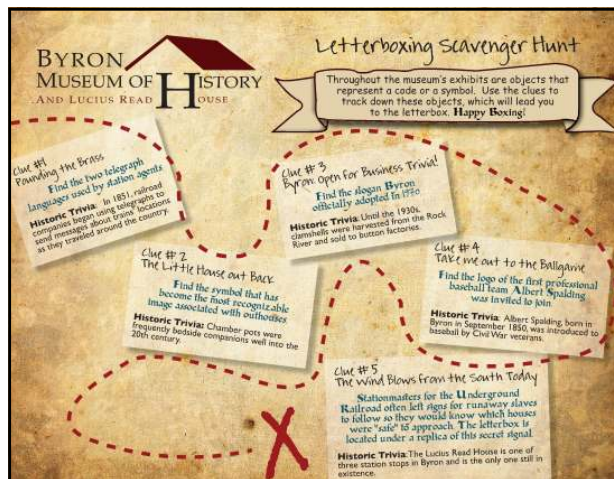 BYRON
MUSEUM OF HISTORY
AND LUCIUS READ HOUSE
Letterboxing Scavenger Hunt
Throughout the museum's exhibits are objects that
represent a code or a symbol. Use the clues to
track down these objects, which will lead you
to the letterbox. Happy Boxing!
Clue #1
Pounding the Brass
Find the two telegraph
languages used by station agents
Historic Trivia: In 1851, railroad
companies began using telegraphs to
send messages about trains' locations
as they traveled around the country.
Clue # 2
The Little House out Back
Find the symbol that has
become the most recognizable
image associated with outhouses
Historic Trivia: Chamber pots were
frequently bedside companions well into the
20th century.
Clue # 3
Byron: Open for Business Trivia!
Find the slogan Byron
officially adopted in 1970
Historic Trivia: Until the 1930s,
clamshells were harvested from the Rock
River and sold to button factories.
Clue # 4
Take me out to the Ballgame
Find the logo of the first professional
baseball team Albert Spalding
was invited to join
Historic Trivia: Albert Spalding, born in
Byron in September 1850, was introduced to
baseball by Civil War veterans.
Clue # 5
The Wind Blows from the South Today
Stationmasters for the Underground
Railroad often left signs for runaway slaves
to follow so they would know which houses
were "safe" to approach. The letterbox is
located under a replica of this secret signal
Historic Trivia: The Lucius Read House is one of
three station stops in Byron and is the only one still in
existence.
X